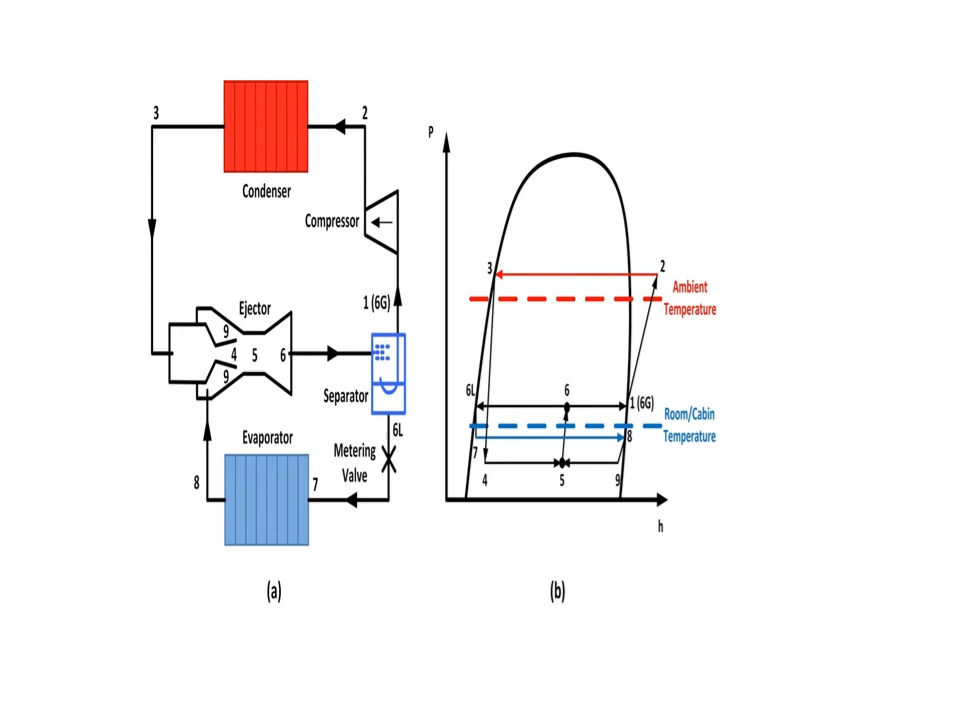 3
2
Condenser
Compressor
1 (6G)
Ejector
9
4
5
6
9
Separator
6L
Evaporator
Metering
Valve
8
7
(a)
P
3
2
Ambient
Temperature
6L
6
1 (6G)
Room/Cabin
Temperature
8
7
4
5
9
h
(b)